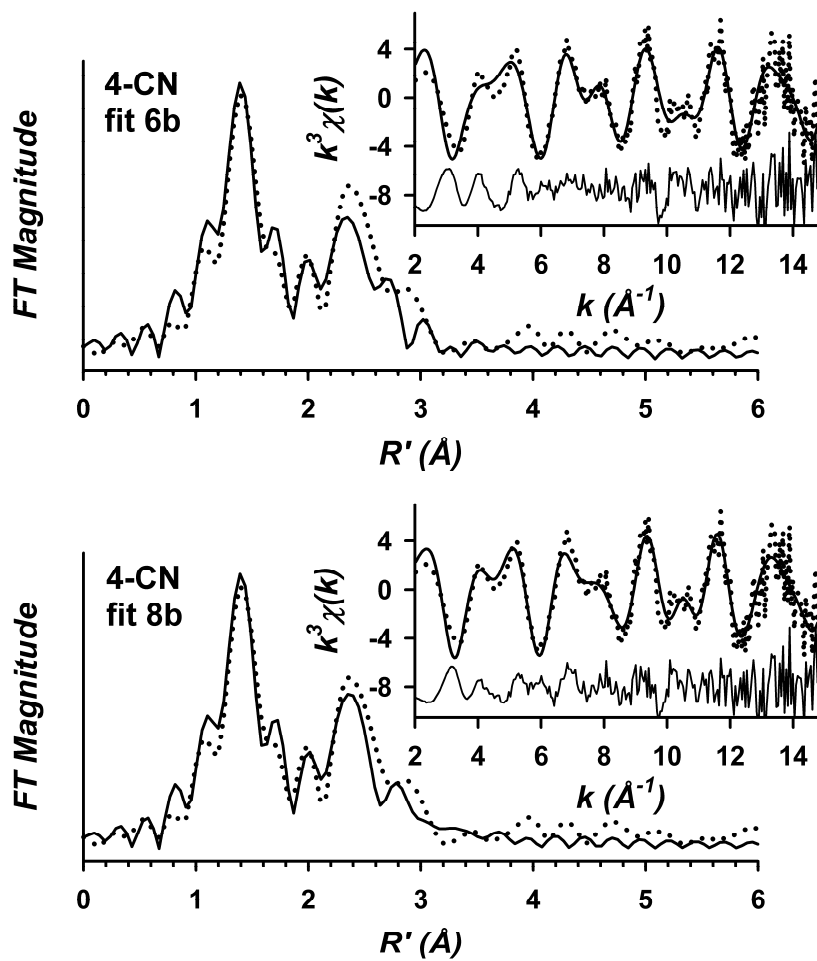 4-CN
fit 6b
FT Magnitude
k³ χ(k)
4
0
-4
-8
2 4 6 8 10 12 14
k (Å⁻¹)
0 1 2 3 4 5 6
R' (Å)
4-CN
fit 8b
FT Magnitude
k³ χ(k)
4
0
-4
-8
2 4 6 8 10 12 14
k (Å⁻¹)
0 1 2 3 4 5 6
R' (Å)